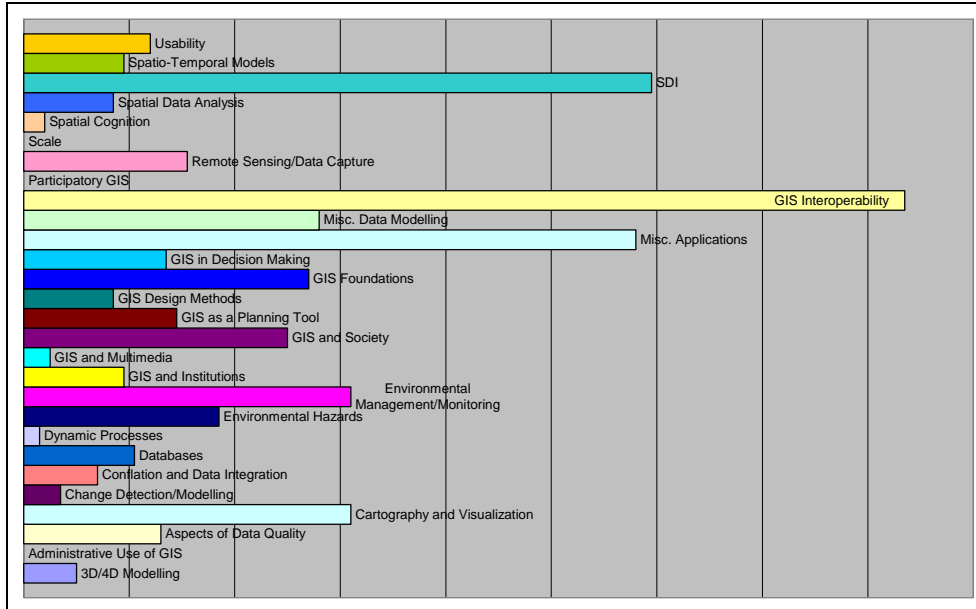 Usability
Spatio-Temporal Models
SDI
Spatial Data Analysis
Spatial Cognition
Scale
Remote Sensing/Data Capture
Participatory GIS
GIS Interoperability
Misc. Data Modelling
Misc. Applications
GIS in Decision Making
GIS Foundations
GIS Design Methods
GIS as a Planning Tool
GIS and Society
GIS and Multimedia
GIS and Institutions
Environmental
Management/Monitoring
Environmental Hazards
Dynamic Processes
Databases
Conflation and Data Integration
Change Detection/Modelling
Cartography and Visualization
Aspects of Data Quality
Administrative Use of GIS
3D/4D Modelling